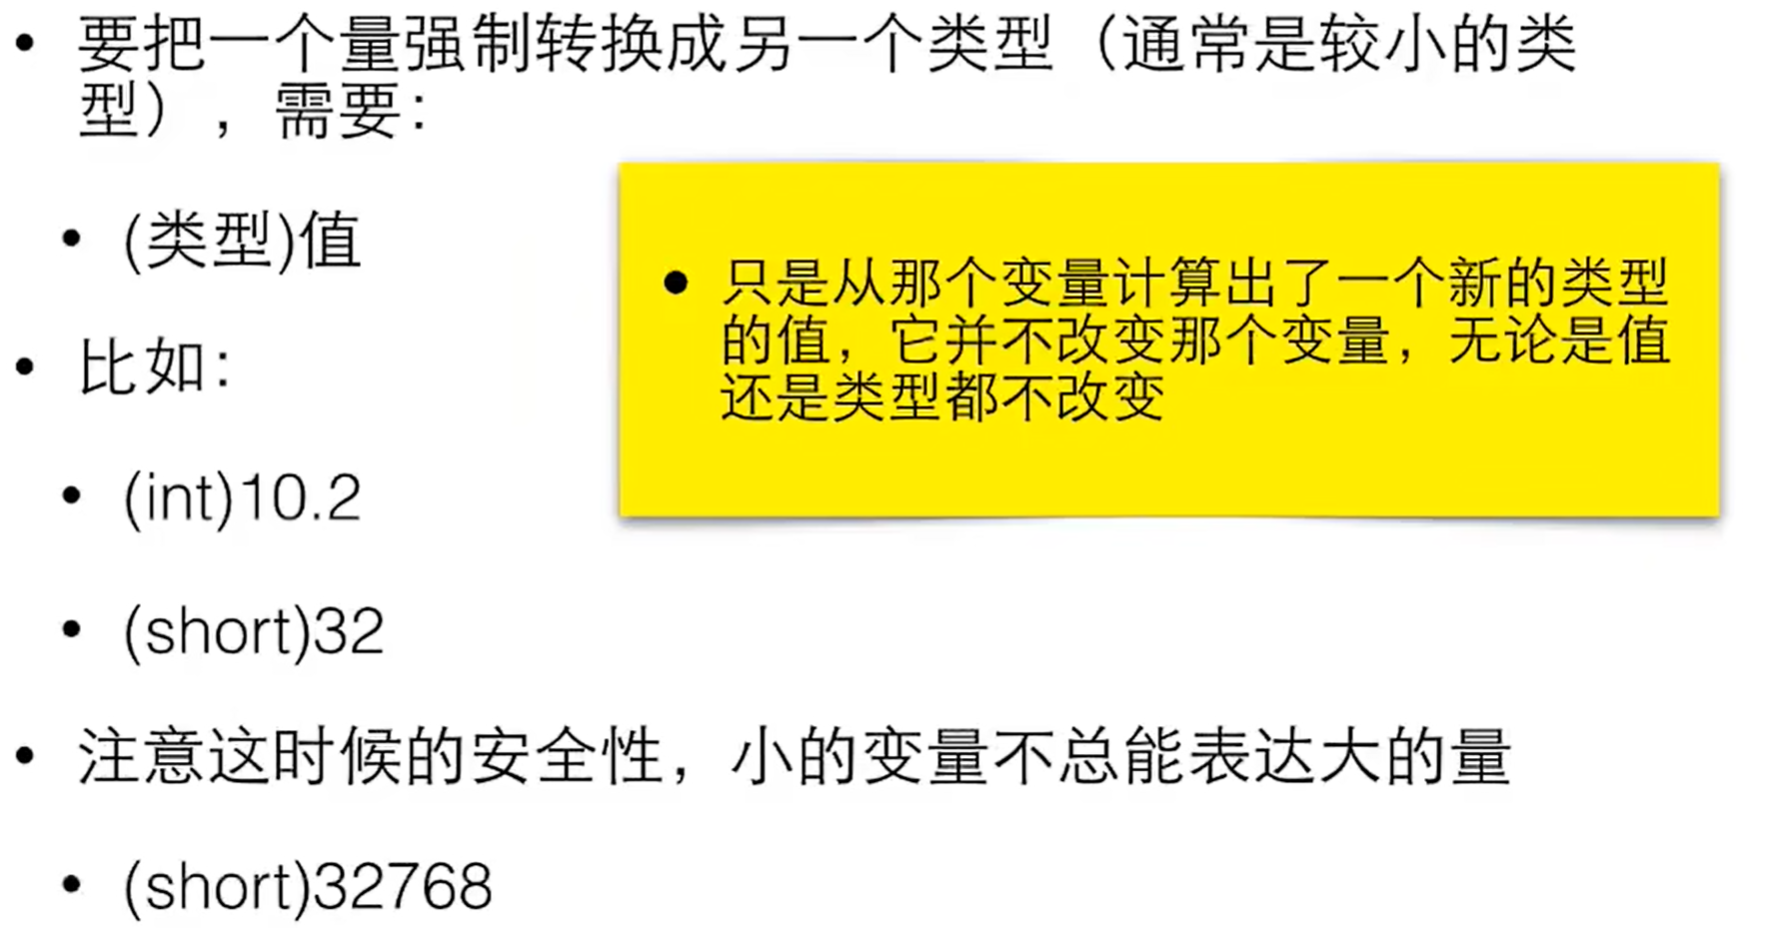 • 要把一个量强制转换成另一个类型（通常是较小的类
型），需要：
• (类型)值
• 比如：
• (int)10.2
• (short)32
• 注意这时候的安全性，小的变量不总能表达大的量
• (short)32768
• 只是从那个变量计算出了一个新的类型
的值，它并不改变那个变量，无论是值
还是类型都不改变